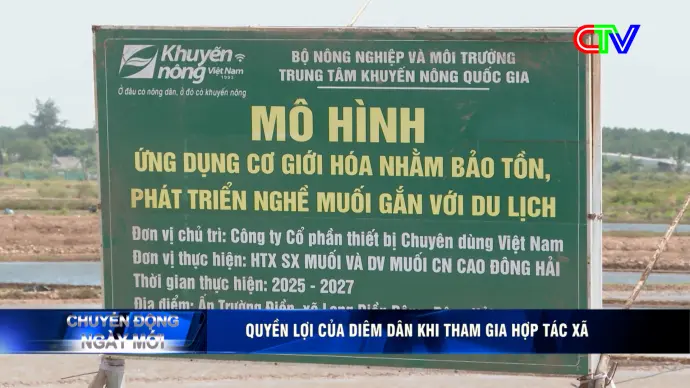 CTV
Khuyến nông Việt Nam
1993
Ở đâu có nông dân, ở đó có khuyến nông
BỘ NÔNG NGHIỆP VÀ MÔI TRƯỜNG
TRUNG TÂM KHUYẾN NÔNG QUỐC GIA
MÔ HÌNH
ỨNG DỤNG CƠ GIỚI HÓA NHẰM BẢO TỒN,
PHÁT TRIỂN NGHỀ MUỐI GẮN VỚI DU LỊCH
Đơn vị chủ trì: Công ty Cổ phần thiết bị Chuyên dùng Việt Nam
Đơn vị thực hiện: HTX SX MUỐI VÀ DV MUỐI CN CAO ĐÔNG HẢI
Thời gian thực hiện: 2025 - 2027
Địa điểm: Ấp Trường Điền, xã Long Điền
CHUYỂN ĐỘNG
NGÀY MỚI
QUYỀN LỢI CỦA DIÊM DÂN KHI THAM GIA HỢP TÁC XÃ